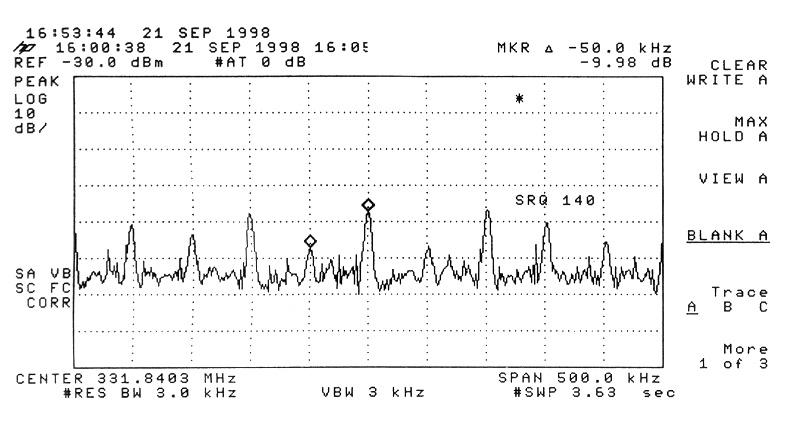 16:53:44 21 SEP 1998
hp 16:00:38 21 SEP 1998 16:05
MKR Δ -50.0 kHz
REF -30.0 dBm #AT 0 dB
-9.98 dB
PEAK
LOG
10
dB/
SRQ 140
SA VB
SC FC
CORR
CENTER 331.8403 MHz
SPAN 500.0 kHz
#RES BW 3.0 kHz
VBW 3 kHz
#SWP 3.63 sec
CLEAR
WRITE A
MAX
HOLD A
VIEW A
BLANK A
Trace
A B C
More
1 of 3